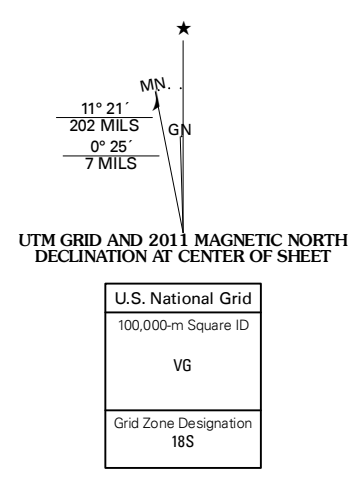 ★
MN
11° 21´
202 MILS
GN
0° 25´
7 MILS
UTM GRID AND 2011 MAGNETIC NORTH
DECLINATION AT CENTER OF SHEET
U.S. National Grid
100,000-m Square ID
VG
Grid Zone Designation
18S